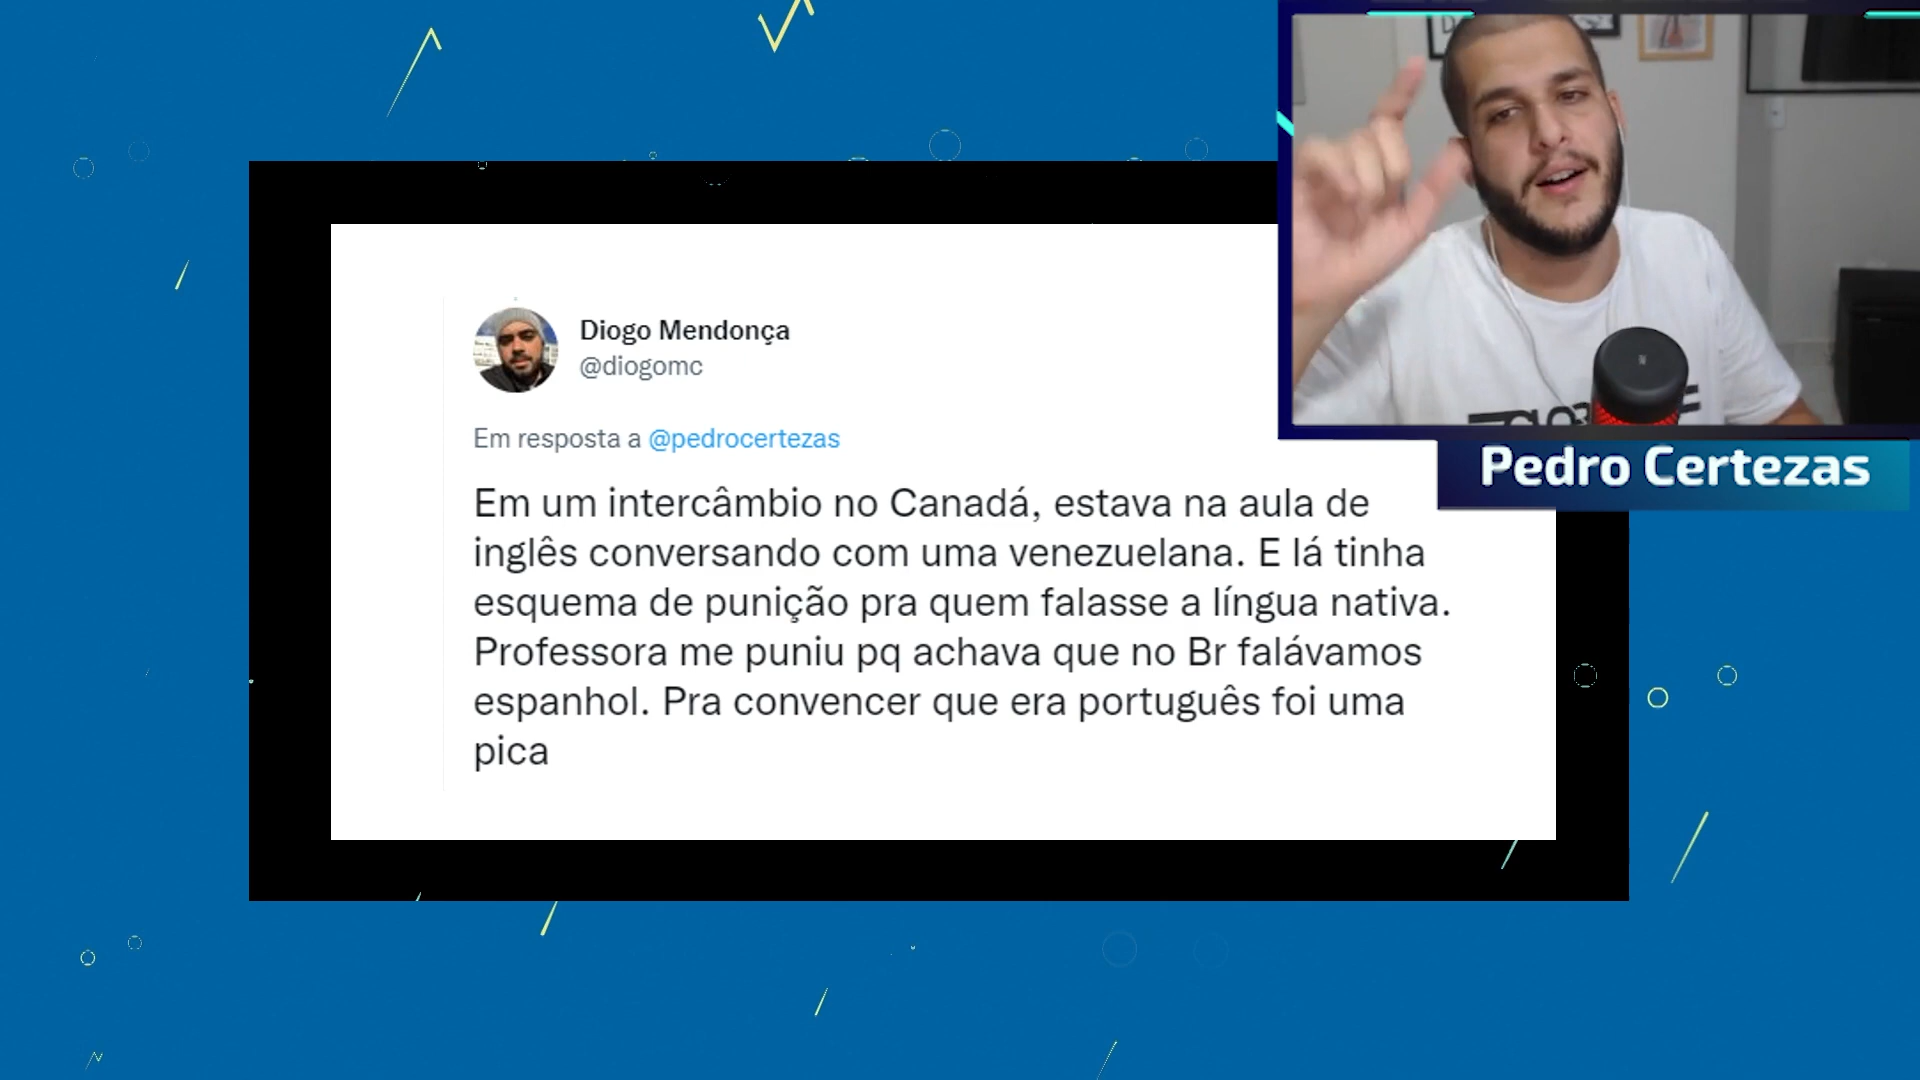 Diogo Mendonça
@diogomc
Em resposta a @pedrocertezas
Em um intercâmbio no Canadá, estava na aula de
inglês conversando com uma venezuelana. E lá tinha
esquema de punição pra quem falasse a língua nativa.
Professora me puniu pq achava que no Br falávamos
espanhol. Pra convencer que era português foi uma
pica
Pedro Certezas